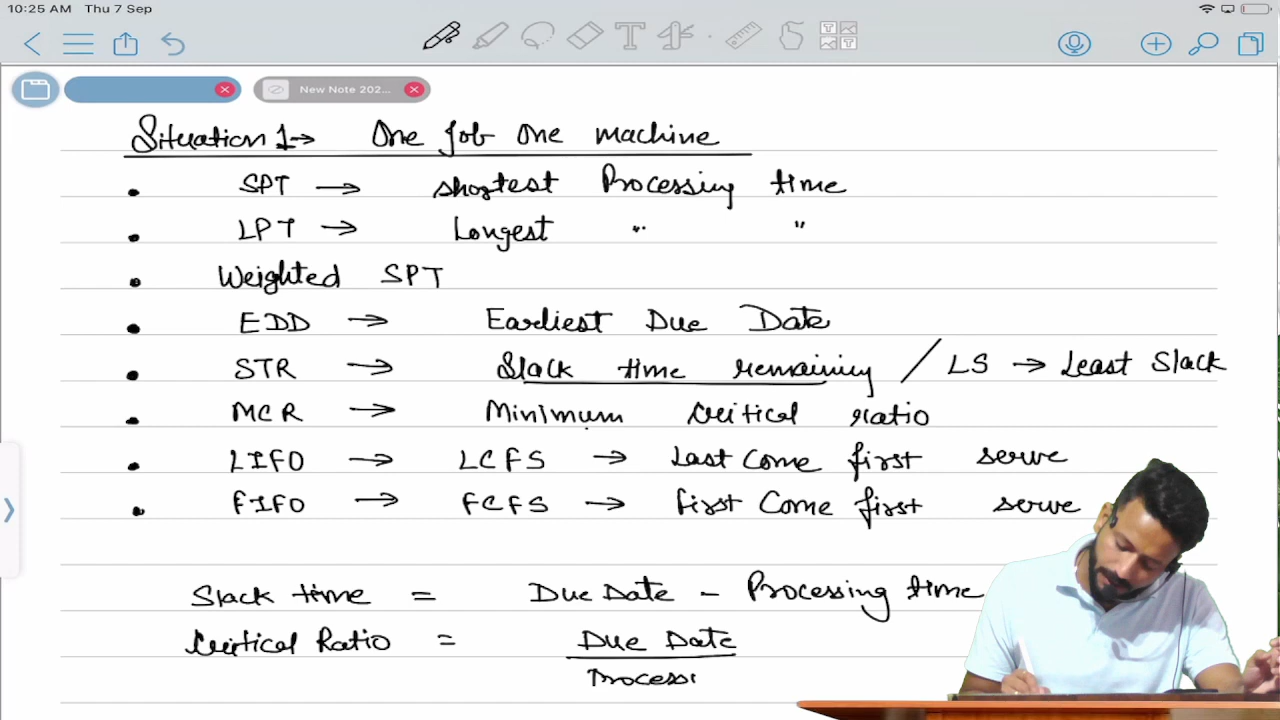 10:25 AM Thu 7 Sep
New Note 202...
Situation 1 → One Job One machine
• SPT → Shortest Processing time
• LPT → Longest " "
• Weighted SPT
• EDD → Earliest Due Date
• STR → Slack time remaining / LS → Least Slack
• MCR → Minimum Critical ratio
• LIFO → LCFS → Last Come first serve
• FIFO → FCFS → First Come first serve
Slack time = Due Date - Processing time
Critical Ratio = Due Date
Processi